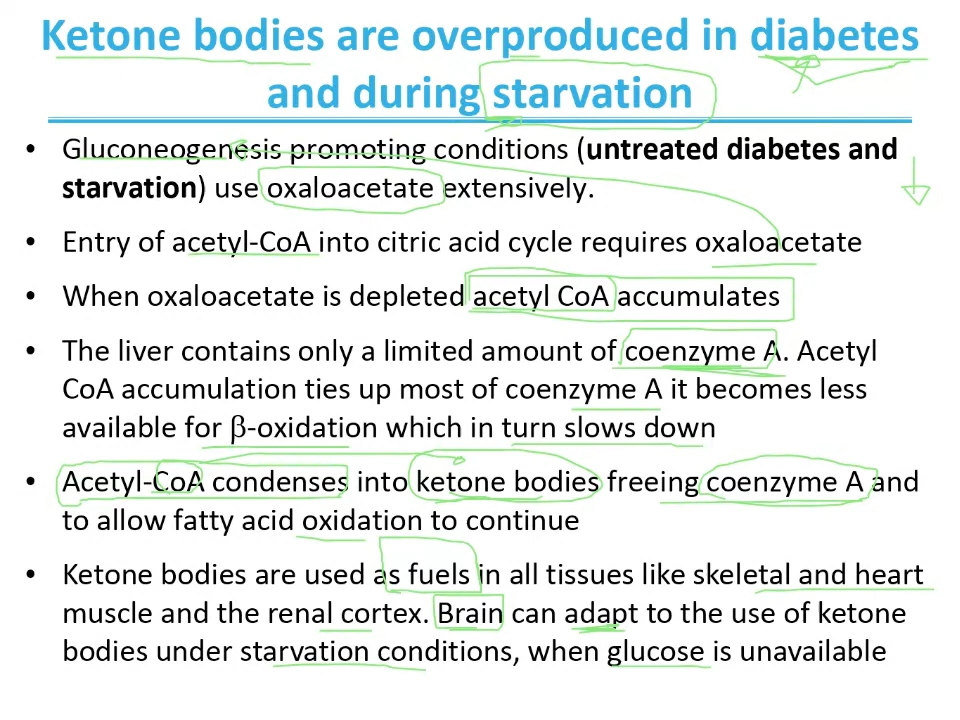 Ketone bodies are overproduced in diabetes
and during starvation
• Gluconeogenesis promoting conditions (untreated diabetes and
starvation) use oxaloacetate extensively.
• Entry of acetyl-CoA into citric acid cycle requires oxaloacetate
• When oxaloacetate is depleted acetyl CoA accumulates
• The liver contains only a limited amount of coenzyme A. Acetyl
CoA accumulation ties up most of coenzyme A it becomes less
available for β-oxidation which in turn slows down
• Acetyl-CoA condenses into ketone bodies freeing coenzyme A and
to allow fatty acid oxidation to continue
• Ketone bodies are used as fuels in all tissues like skeletal and heart
muscle and the renal cortex. Brain can adapt to the use of ketone
bodies under starvation conditions, when glucose is unavailable